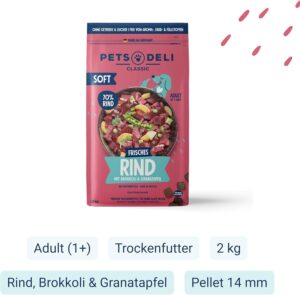 OHNE GETREIDE & ZUCKER | FREI VON AROMA-, FARB- & FÜLLSTOFFEN
PETS DELI
CLASSIC
SOFT
ADULT
70%
RIND
FRISCHES
RIND
MIT BROKKOLI & GRANATAPFEL
Adult (1+)
Trockenfutter
2 kg
Rind, Brokkoli & Granatapfel
Pellet 14 mm